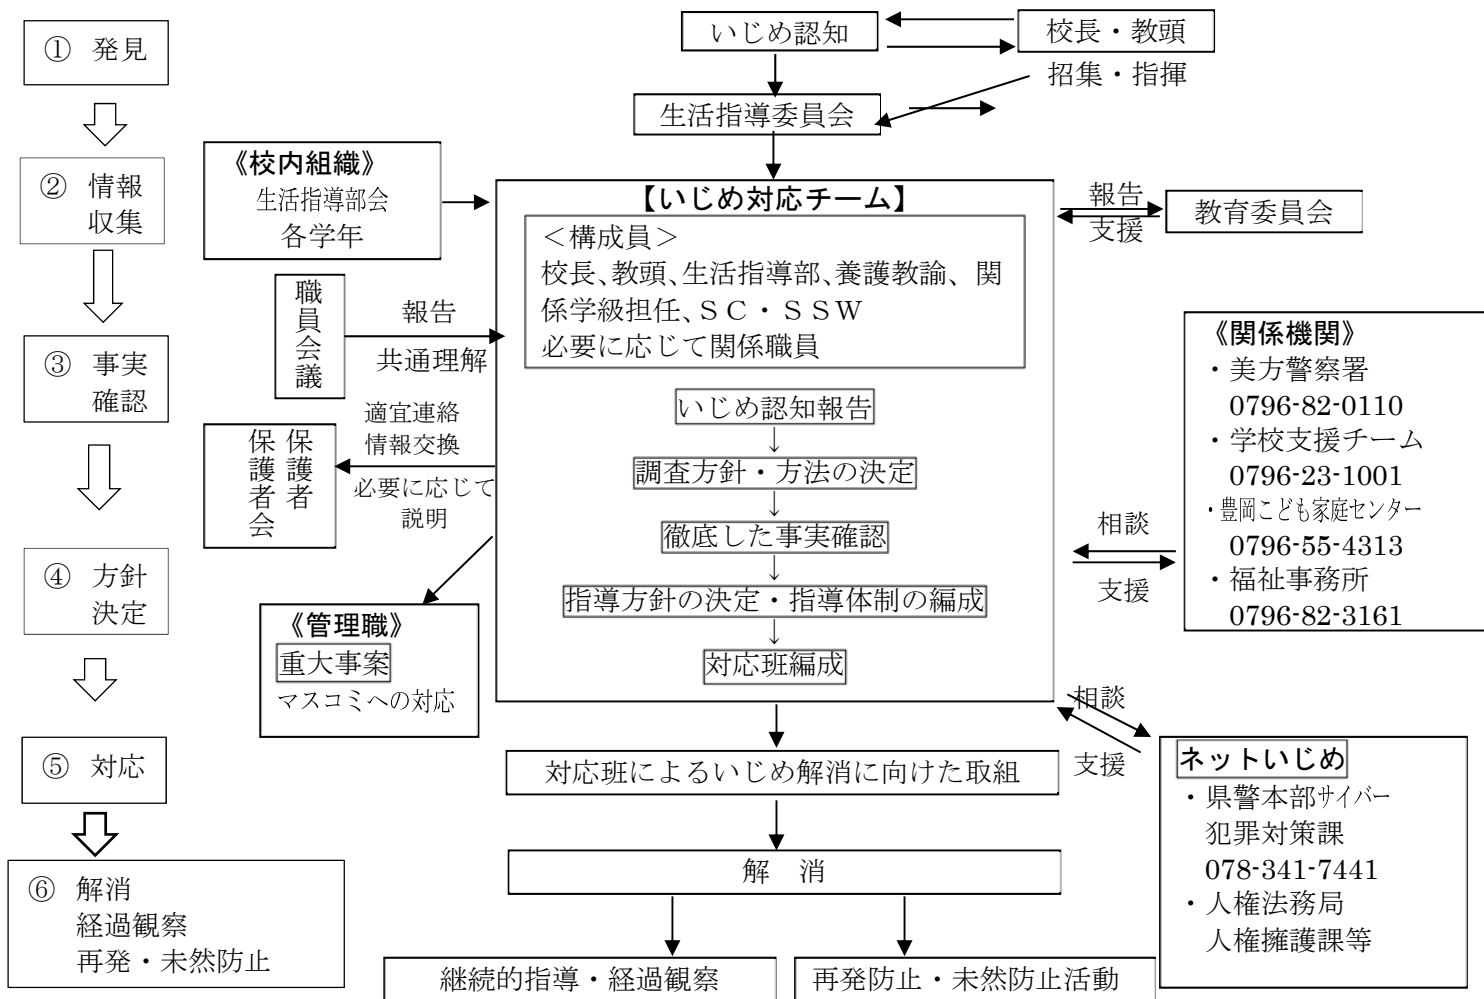 ① 発見
② 情報
収集
③ 事実
確認
④ 方針
決定
⑤ 対応
⑥ 解消
経過観察
再発・未然防止
いじめ認知
校長・教頭
招集・指揮
生活指導委員会
《校内組織》
生活指導部会
各学年
職員会議
報告
共通理解
保護者
保護者会
適宜連絡
情報交換
必要に応じて
説明
《管理職》
重大事案
マスコミへの対応
【いじめ対応チーム】
＜構成員＞
校長、教頭、生活指導部、養護教諭、関
係学級担任、ＳＣ・ＳＳＷ
必要に応じて関係職員
いじめ認知報告
↓
調査方針・方法の決定
↓
徹底した事実確認
↓
指導方針の決定・指導体制の編成
↓
対応班編成
報告
支援
教育委員会
《関係機関》
・美方警察署
0796-82-0110
・学校支援チーム
0796-23-1001
・豊岡こども家庭センター
0796-55-4313
・福祉事務所
0796-82-3161
相談
支援
相談
支援
ネットいじめ
・県警本部サイバー
犯罪対策課
078-341-7441
・人権法務局
人権擁護課等
対応班によるいじめ解消に向けた取組
解　消
継続的指導・経過観察
再発防止・未然防止活動